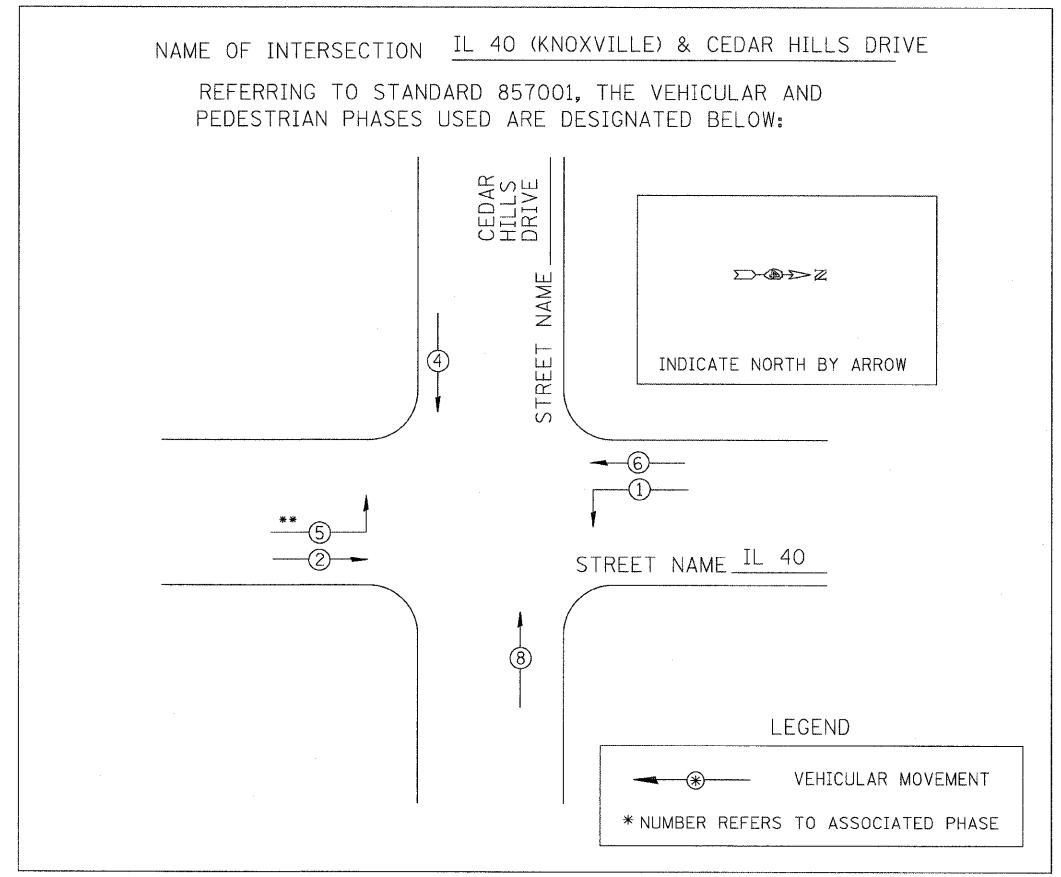 NAME OF INTERSECTION IL 40 (KNOXVILLE) & CEDAR HILLS DRIVE
REFERRING TO STANDARD 857001, THE VEHICULAR AND
PEDESTRIAN PHASES USED ARE DESIGNATED BELOW:
STREET NAME CEDAR
HILLS
DRIVE
N
INDICATE NORTH BY ARROW
4
6
1
** 5
2
STREET NAME IL 40
8
LEGEND
* VEHICULAR MOVEMENT
* NUMBER REFERS TO ASSOCIATED PHASE